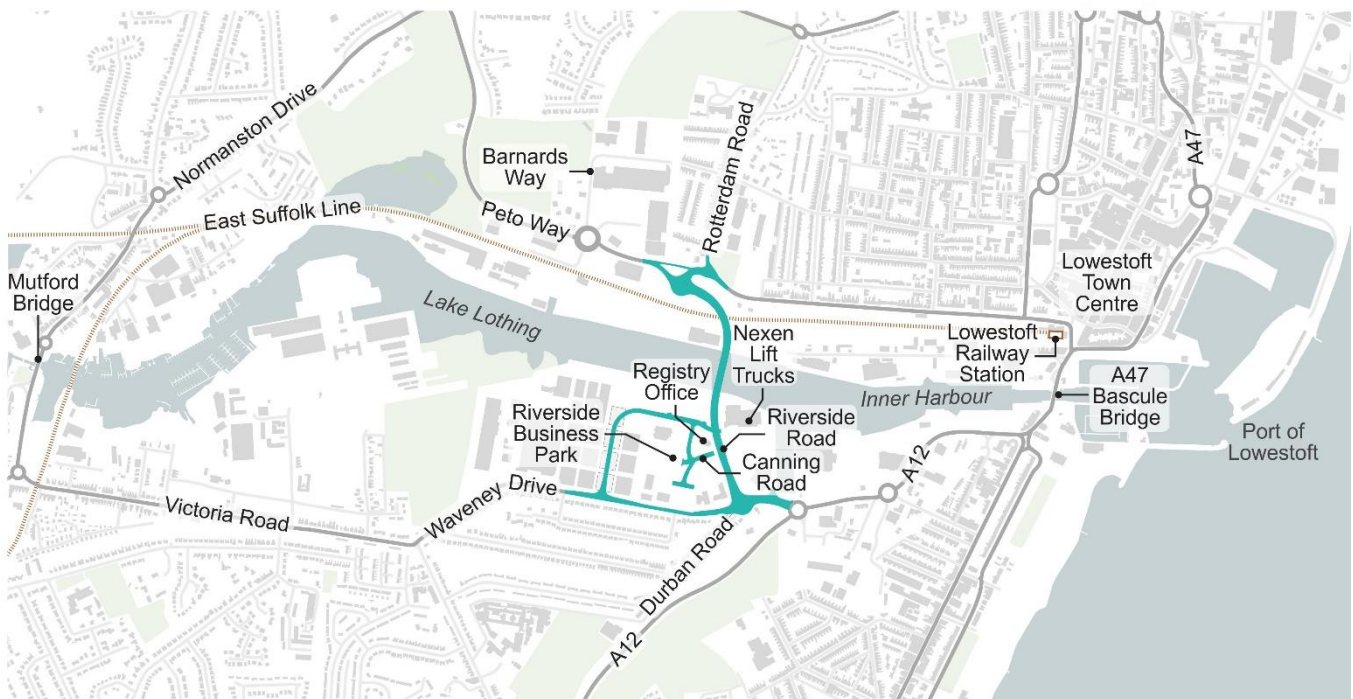 Normanston Drive
Barnards
Way
Rotterdam Road
A47
East Suffolk Line
Peto Way
Mutford
Bridge
Lake Lothing
Lowestoft
Town
Centre
Nexen
Lift
Trucks
Lowestoft
Railway
Station
Registry
Office
Inner Harbour
A47
Bascule
Bridge
Riverside
Business
Park
Riverside
Road
Port of
Lowestoft
Canning
Road
A12
Waveney Drive
Victoria Road
Durban Road
A12